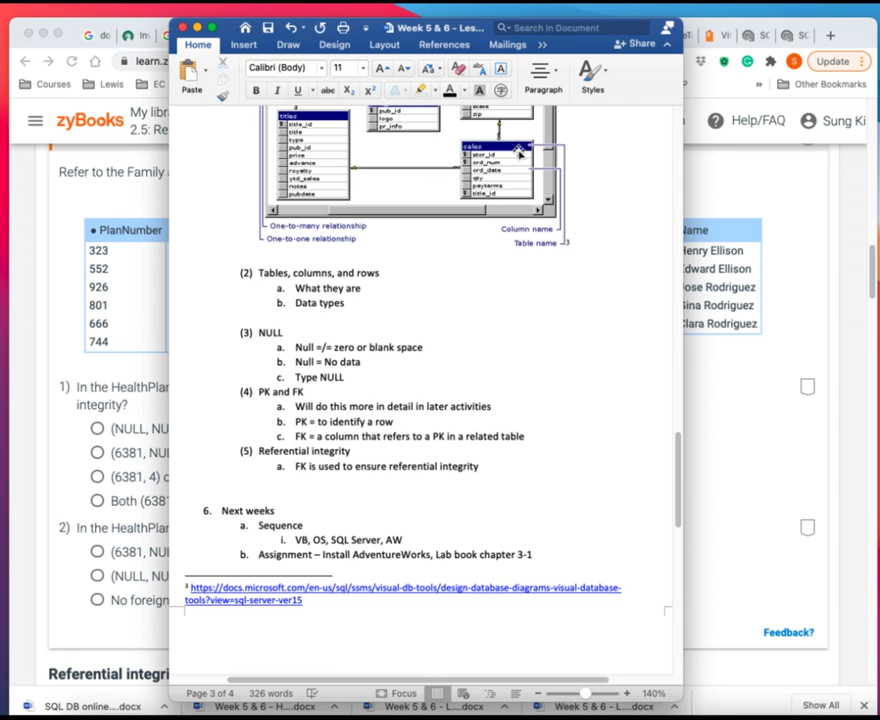 Week 5 & 6 - Les...
Search in Document
Home
Insert
Draw
Design
Layout
References
Mailings
Share
Paste
Calibri (Body)
11
Paragraph
Styles
do
learn.z
Update
Courses
Lewis
EC
Other Bookmarks
zyBooks
My libr
2.5: Re
Help/FAQ
Sung Ki
Refer to the Family
PlanNumber
323
552
926
801
666
744
Name
Henry Ellison
Edward Ellison
Jose Rodriguez
Gina Rodriguez
Clara Rodriguez
1) In the HealthPlar
integrity?
(NULL, NU
(6381, NUI
(6381, 4) c
Both (638
2) In the HealthPlar
(6381, NUI
(NULL, NU
No foreign
Feedback?
Referential integri
titles
title_id
title
type
pub_id
price
advance
royalty
ytd_sales
notes
pubdate
pub_id
logo
pr_info
state
zip
sales
stor_id
ord_num
ord_date
qty
payterms
title_id
One-to-many relationship
One-to-one relationship
Column name
Table name
3
(2) Tables, columns, and rows
a. What they are
b. Data types
(3) NULL
a. Null =/= zero or blank space
b. Null = No data
c. Type NULL
(4) PK and FK
a. Will do this more in detail in later activities
b. PK = to identify a row
c. FK = a column that refers to a PK in a related table
(5) Referential integrity
a. FK is used to ensure referential integrity
6. Next weeks
a. Sequence
i. VB, OS, SQL Server, AW
b. Assignment – Install AdventureWorks, Lab book chapter 3-1
3 https://docs.microsoft.com/en-us/sql/ssms/visual-db-tools/design-database-diagrams-visual-database-
tools?view=sql-server-ver15
Page 3 of 4
326 words
Focus
140%
SQL DB online....docx
Week 5 & 6 - H....docx
Week 5 & 6 - L....docx
Week 5 & 6 - L....docx
Show All